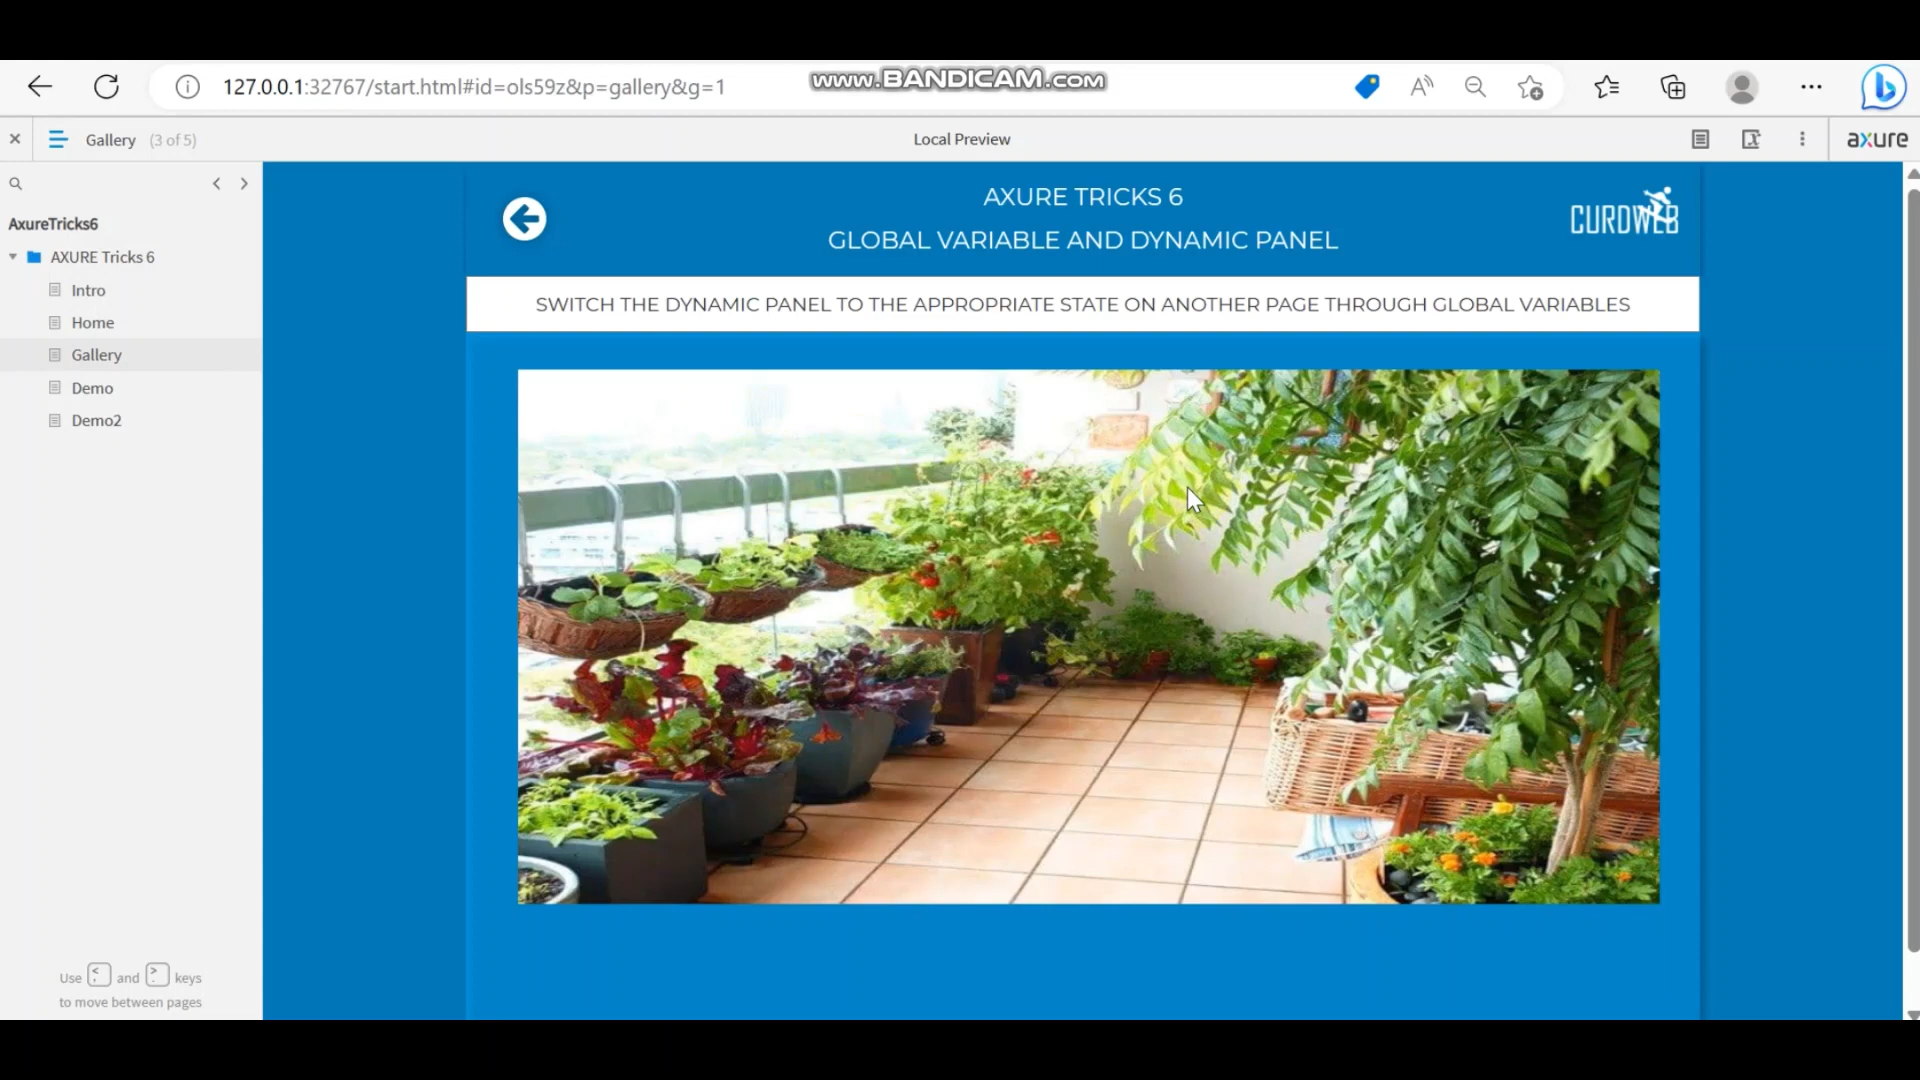 127.0.0.1:32767/start.html#id=ols59z&p=gallery&g=1
www.BANDICAM.com
Gallery (3 of 5)
Local Preview
axure
AxureTricks6
AXURE Tricks 6
Intro
Home
Gallery
Demo
Demo2
Use < , and > . keys
to move between pages
AXURE TRICKS 6
GLOBAL VARIABLE AND DYNAMIC PANEL
CURDWEB
SWITCH THE DYNAMIC PANEL TO THE APPROPRIATE STATE ON ANOTHER PAGE THROUGH GLOBAL VARIABLES